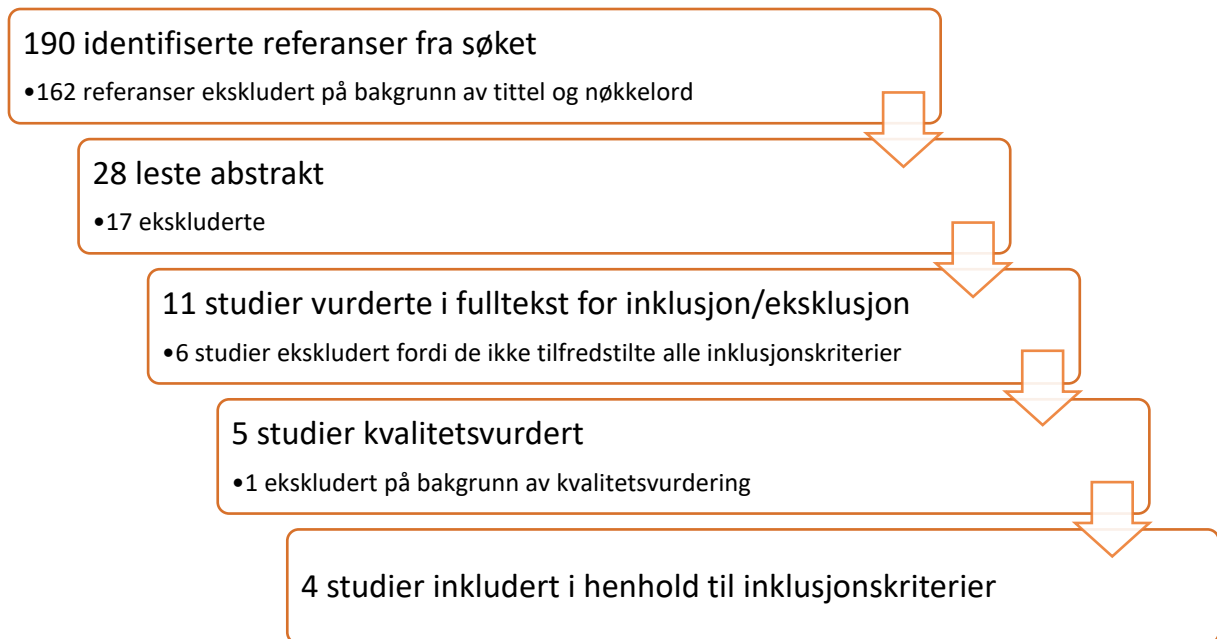 190 identifiserte referanser fra søket
•162 referanser ekskludert på bakgrunn av tittel og nøkkelord
28 leste abstrakt
•17 ekskluderte
11 studier vurderte i fulltekst for inklusjon/eksklusjon
•6 studier ekskludert fordi de ikke tilfredstilte alle inklusjonskriterier
5 studier kvalitetsvurdert
•1 ekskludert på bakgrunn av kvalitetsvurdering
4 studier inkludert i henhold til inklusjonskriterier